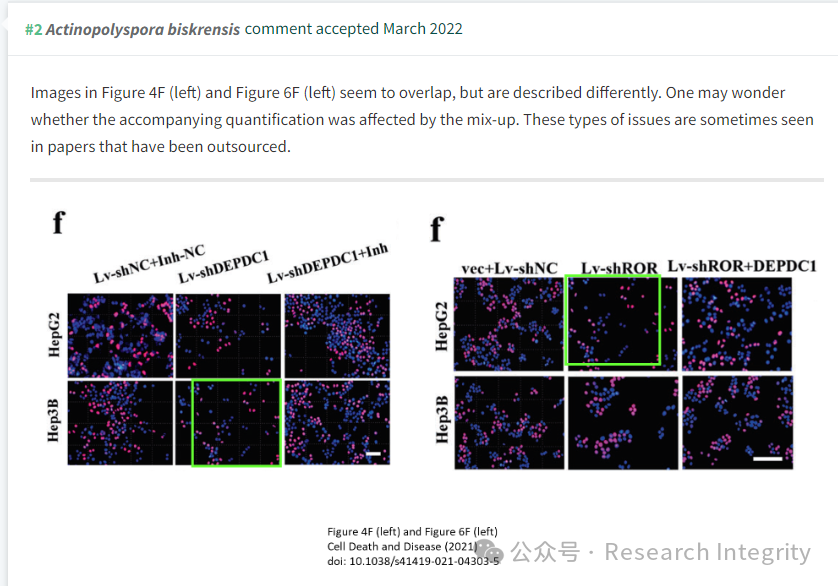 #2 Actinopolyspora biskrensis comment accepted March 2022
Images in Figure 4F (left) and Figure 6F (left) seem to overlap, but are described differently. One may wonder
whether the accompanying quantification was affected by the mix-up. These types of issues are sometimes seen
in papers that have been outsourced.
f
Lv-shNC+Inh-NC Lv-shDEPDC1 Lv-shDEPDC1+Inh
HepG2
Hep3B
f
vec+Lv-shNC Lv-shROR Lv-shROR+DEPDC1
HepG2
Hep3B
Figure 4F (left) and Figure 6F (left)
Cell Death and Disease (2021)
doi: 10.1038/s41419-021-04303-5
公众号 · Research Integrity